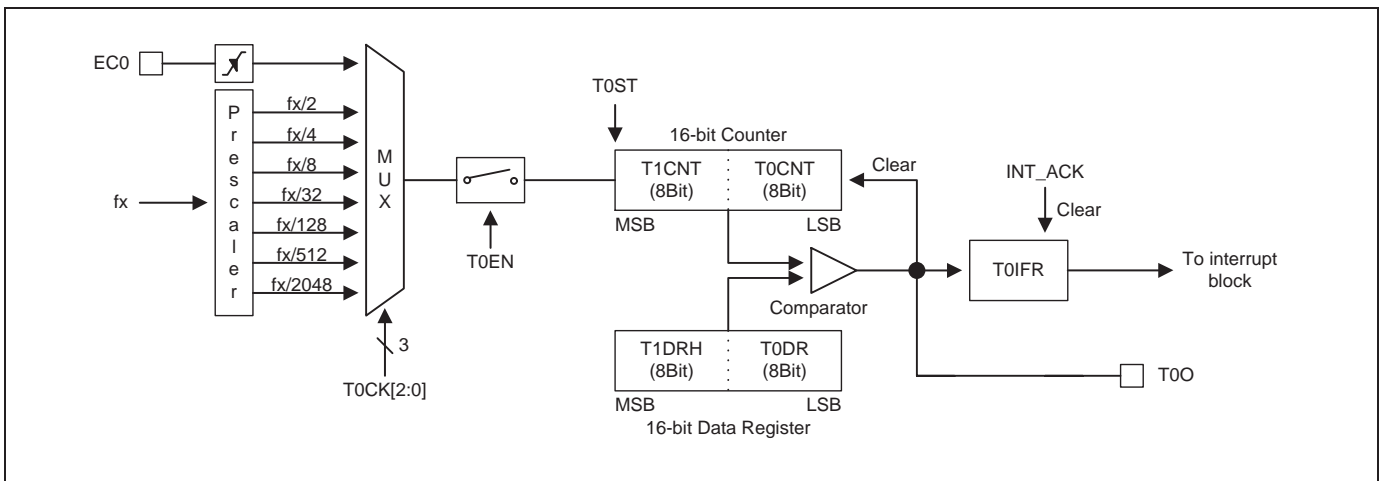 EC0
P
r
e
s
c
a
l
e
r
fx
fx/2
fx/4
fx/8
fx/32
fx/128
fx/512
fx/2048
M
U
X
3
T0CK[2:0]
T0EN
T0ST
16-bit Counter
T1CNT
(8Bit)
T0CNT
(8Bit)
MSB
LSB
Clear
Comparator
T1DRH
(8Bit)
T0DR
(8Bit)
MSB
LSB
16-bit Data Register
INT_ACK
Clear
T0IFR
To interrupt
block
T0O